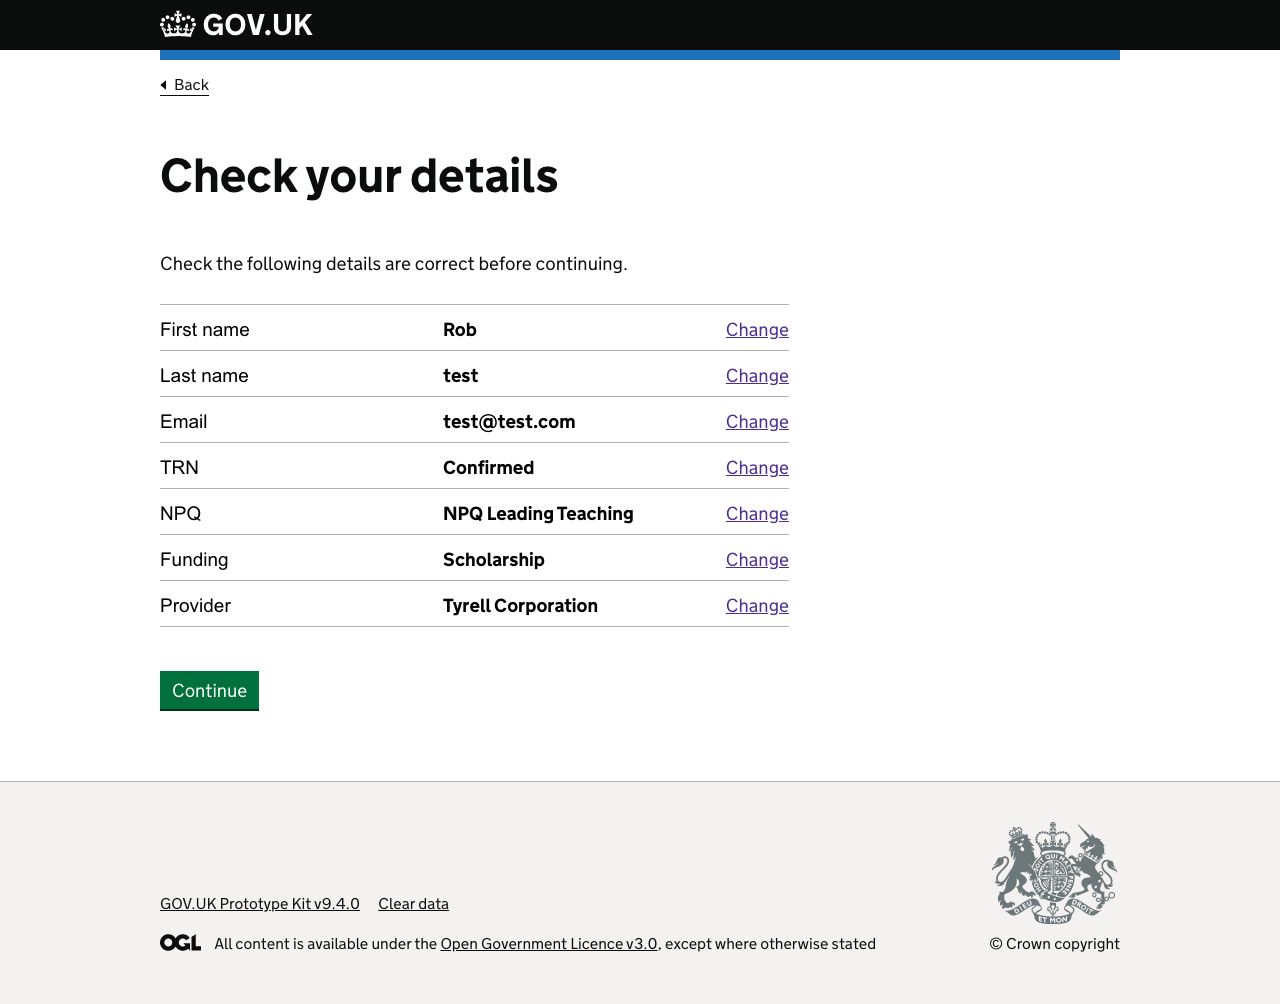 GOV.UK
Back
Check your details
Check the following details are correct before continuing.
First name Rob Change
Last name test Change
Email test@test.com Change
TRN Confirmed Change
NPQ NPQ Leading Teaching Change
Funding Scholarship Change
Provider Tyrell Corporation Change
Continue
GOV.UK Prototype Kit v9.4.0 Clear data
OGL All content is available under the Open Government Licence v3.0, except where otherwise stated
© Crown copyright